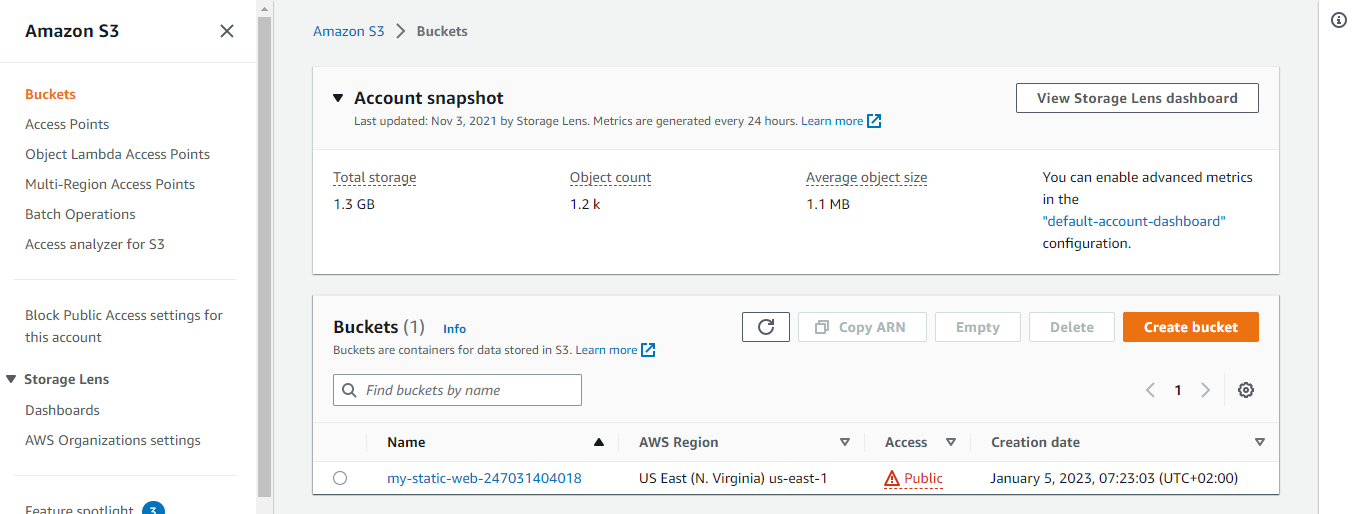 Amazon S3
Buckets
Access Points
Object Lambda Access Points
Multi-Region Access Points
Batch Operations
Access analyzer for S3
Block Public Access settings for
this account
Storage Lens
Dashboards
AWS Organizations settings
Feature spotlight 3
Amazon S3 Buckets
Account snapshot
Last updated: Nov 3, 2021 by Storage Lens. Metrics are generated every 24 hours. Learn more
View Storage Lens dashboard
Total storage
1.3 GB
Object count
1.2 k
Average object size
1.1 MB
You can enable advanced metrics
in the
"default-account-dashboard"
configuration.
Buckets (1) Info
Buckets are containers for data stored in S3. Learn more
Copy ARN Empty Delete Create bucket
Find buckets by name
1
Name AWS Region Access Creation date
my-static-web-247031404018 US East (N. Virginia) us-east-1 Public January 5, 2023, 07:23:03 (UTC+02:00)